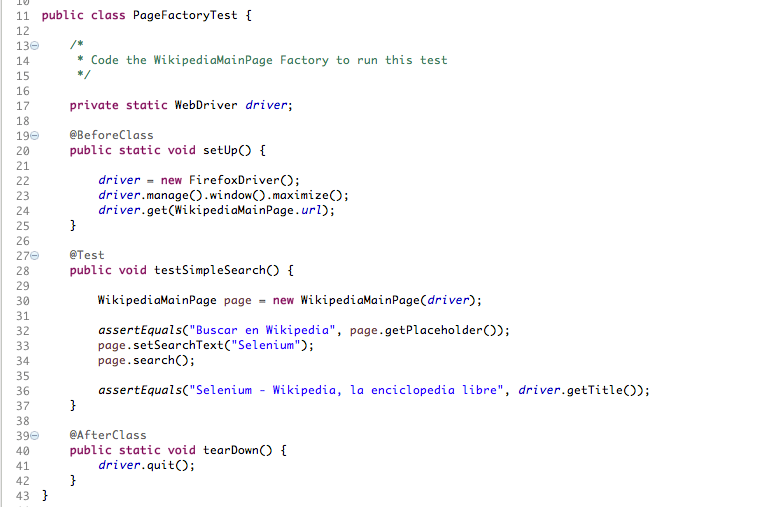 10
11 public class PageFactoryTest {
12
13 /*
14 * Code the WikipediaMainPage Factory to run this test
15 */
16
17 private static WebDriver driver;
18
19 @BeforeClass
20 public static void setUp() {
21
22 driver = new FirefoxDriver();
23 driver.manage().window().maximize();
24 driver.get(WikipediaMainPage.url);
25 }
26
27 @Test
28 public void testSimpleSearch() {
29
30 WikipediaMainPage page = new WikipediaMainPage(driver);
31
32 assertEquals("Buscar en Wikipedia", page.getPlaceholder());
33 page.setSearchText("Selenium");
34 page.search();
35
36 assertEquals("Selenium - Wikipedia, la enciclopedia libre", driver.getTitle());
37 }
38
39 @AfterClass
40 public static void tearDown() {
41 driver.quit();
42 }
43 }